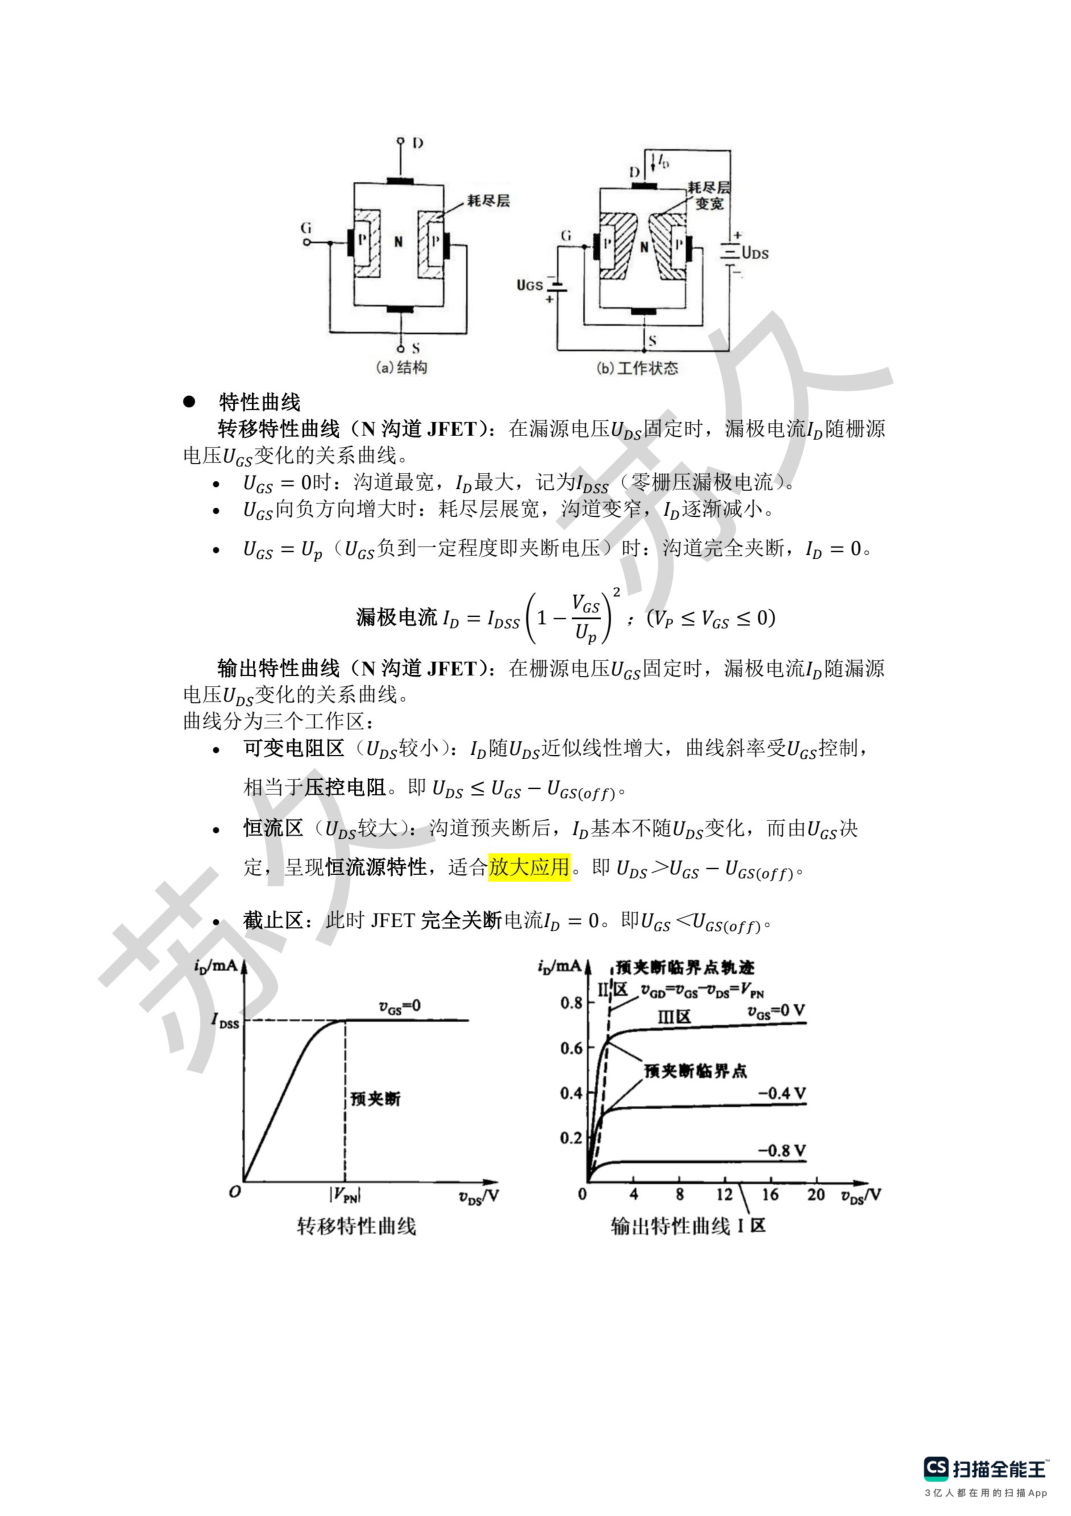 D
耗尽层
G
P
N
P
S
(a)结构
D
I_D
耗尽层
变宽
G
P
N
P
+
U_DS
-
U_GS
-
+
S
(b)工作状态
● 特性曲线
转移特性曲线（N 沟道 JFET）：在漏源电压U_DS固定时，漏极电流I_D随栅源
电压U_GS变化的关系曲线。
• U_GS = 0时：沟道最宽，I_D最大，记为I_DSS（零栅压漏极电流）。
• U_GS向负方向增大时：耗尽层展宽，沟道变窄，I_D逐渐减小。
• U_GS = U_p（U_GS负到一定程度即夹断电压）时：沟道完全夹断，I_D = 0。
漏极电流 I_D = I_DSS (1 − V_GS/U_p)²；(V_P ≤ V_GS ≤ 0)
输出特性曲线（N 沟道 JFET）：在栅源电压U_GS固定时，漏极电流I_D随漏源
电压U_DS变化的关系曲线。
曲线分为三个工作区：
• 可变电阻区（U_DS较小）：I_D随U_DS近似线性增大，曲线斜率受U_GS控制，
相当于压控电阻。即 U_DS ≤ U_GS − U_GS(off)。
• 恒流区（U_DS较大）：沟道预夹断后，I_D基本不随U_DS变化，而由U_GS决
定，呈现恒流源特性，适合放大应用。即 U_DS＞U_GS − U_GS(off)。
• 截止区：此时 JFET 完全关断电流I_D = 0。即U_GS＜U_GS(off)。
i_D/mA
I_DSS
v_GS=0
预夹断
O
|V_PN|
v_DS/V
转移特性曲线
i_D/mA
预夹断临界点轨迹
II区
v_GD=v_GS-v_DS=V_PN
0.8
III区
v_GS=0 V
0.6
预夹断临界点
0.4
-0.4 V
0.2
-0.8 V
0 4 8 12 16 20 v_DS/V
输出特性曲线 I 区
苏久
苏久
CS 扫描全能王™
3亿人都在用的扫描App